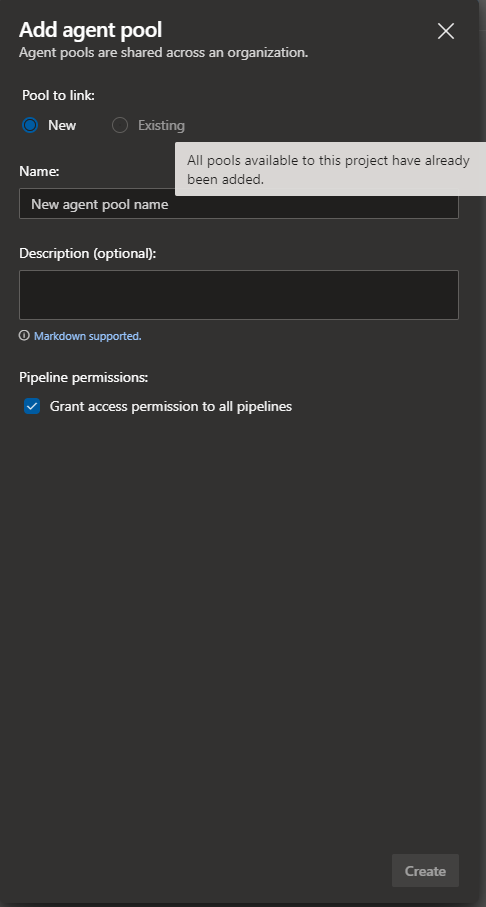 Add agent pool
Agent pools are shared across an organization.
Pool to link:
New
Existing
All pools available to this project have already
been added.
Name:
New agent pool name
Description (optional):
Markdown supported.
Pipeline permissions:
Grant access permission to all pipelines
Create